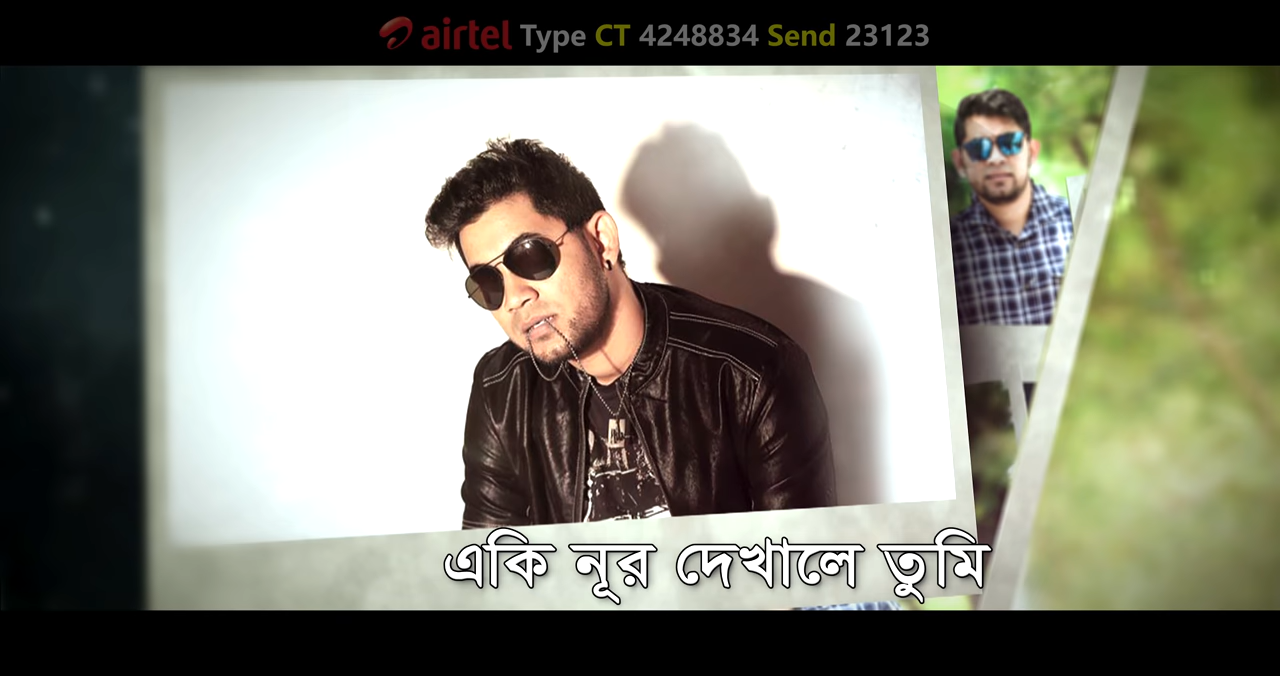 airtel Type CT 4248834 Send 23123
একি নূর দেখালে তুমি